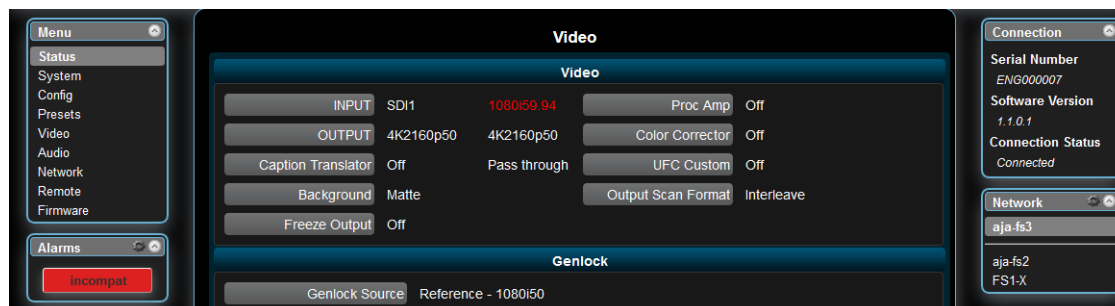 Menu
Status
System
Config
Presets
Video
Audio
Network
Remote
Firmware
Alarms
incompat
Video
Video
INPUT SDI1 1080i59.94 Proc Amp Off
OUTPUT 4K2160p50 4K2160p50 Color Corrector Off
Caption Translator Off Pass through UFC Custom Off
Background Matte Output Scan Format Interleave
Freeze Output Off
Genlock
Genlock Source Reference - 1080i50
Connection
Serial Number
ENG000007
Software Version
1.1.0.1
Connection Status
Connected
Network
aja-fs3
aja-fs2
FS1-X